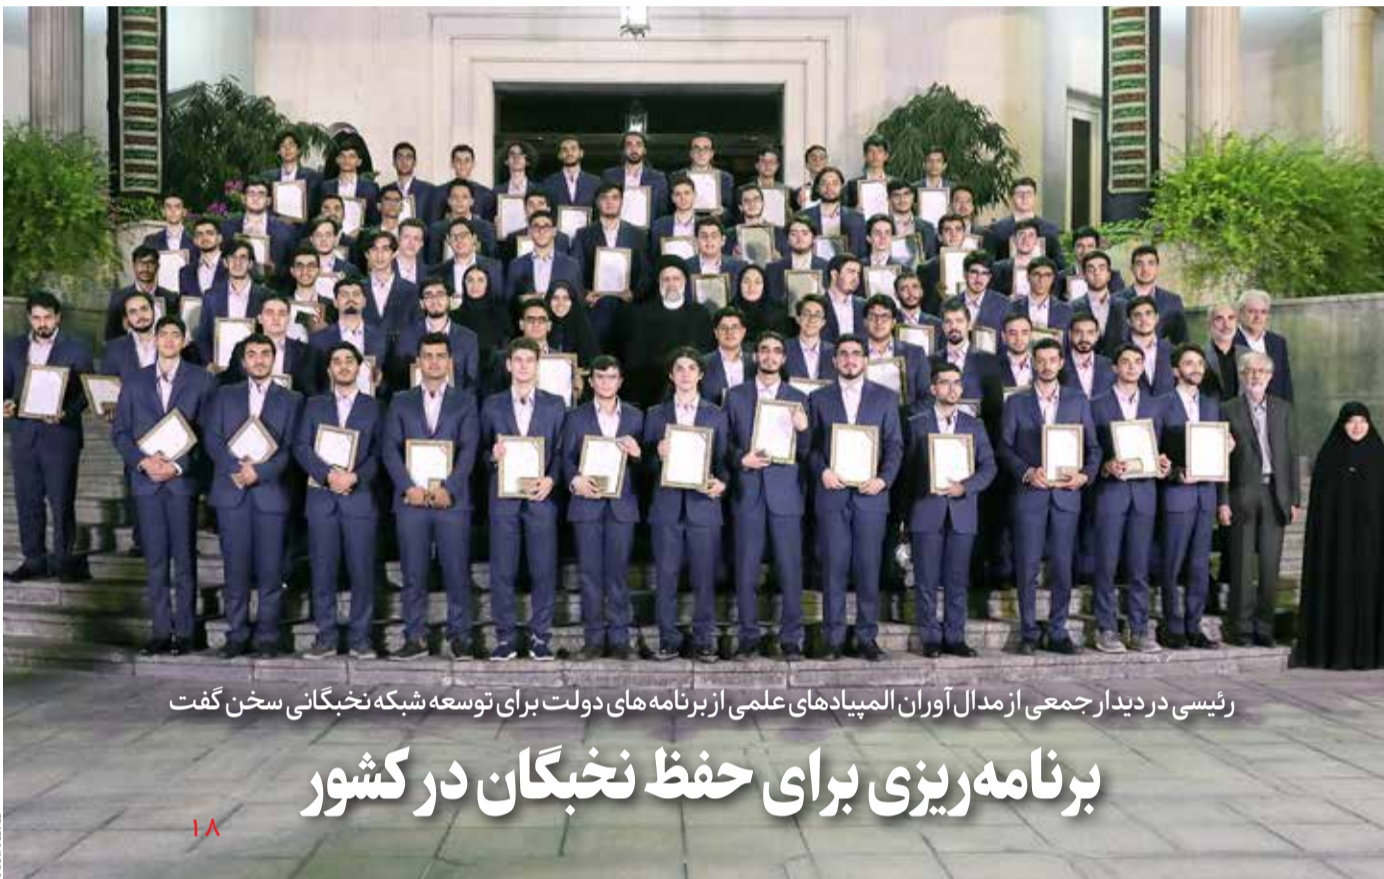 رئیسی در دیدار جمعی از مدال‌آوران المپیادهای علمی از برنامه‌های دولت برای توسعه شبکه نخبگانی سخن گفت
برنامه‌ریزی برای حفظ نخبگان در کشور
۱۸